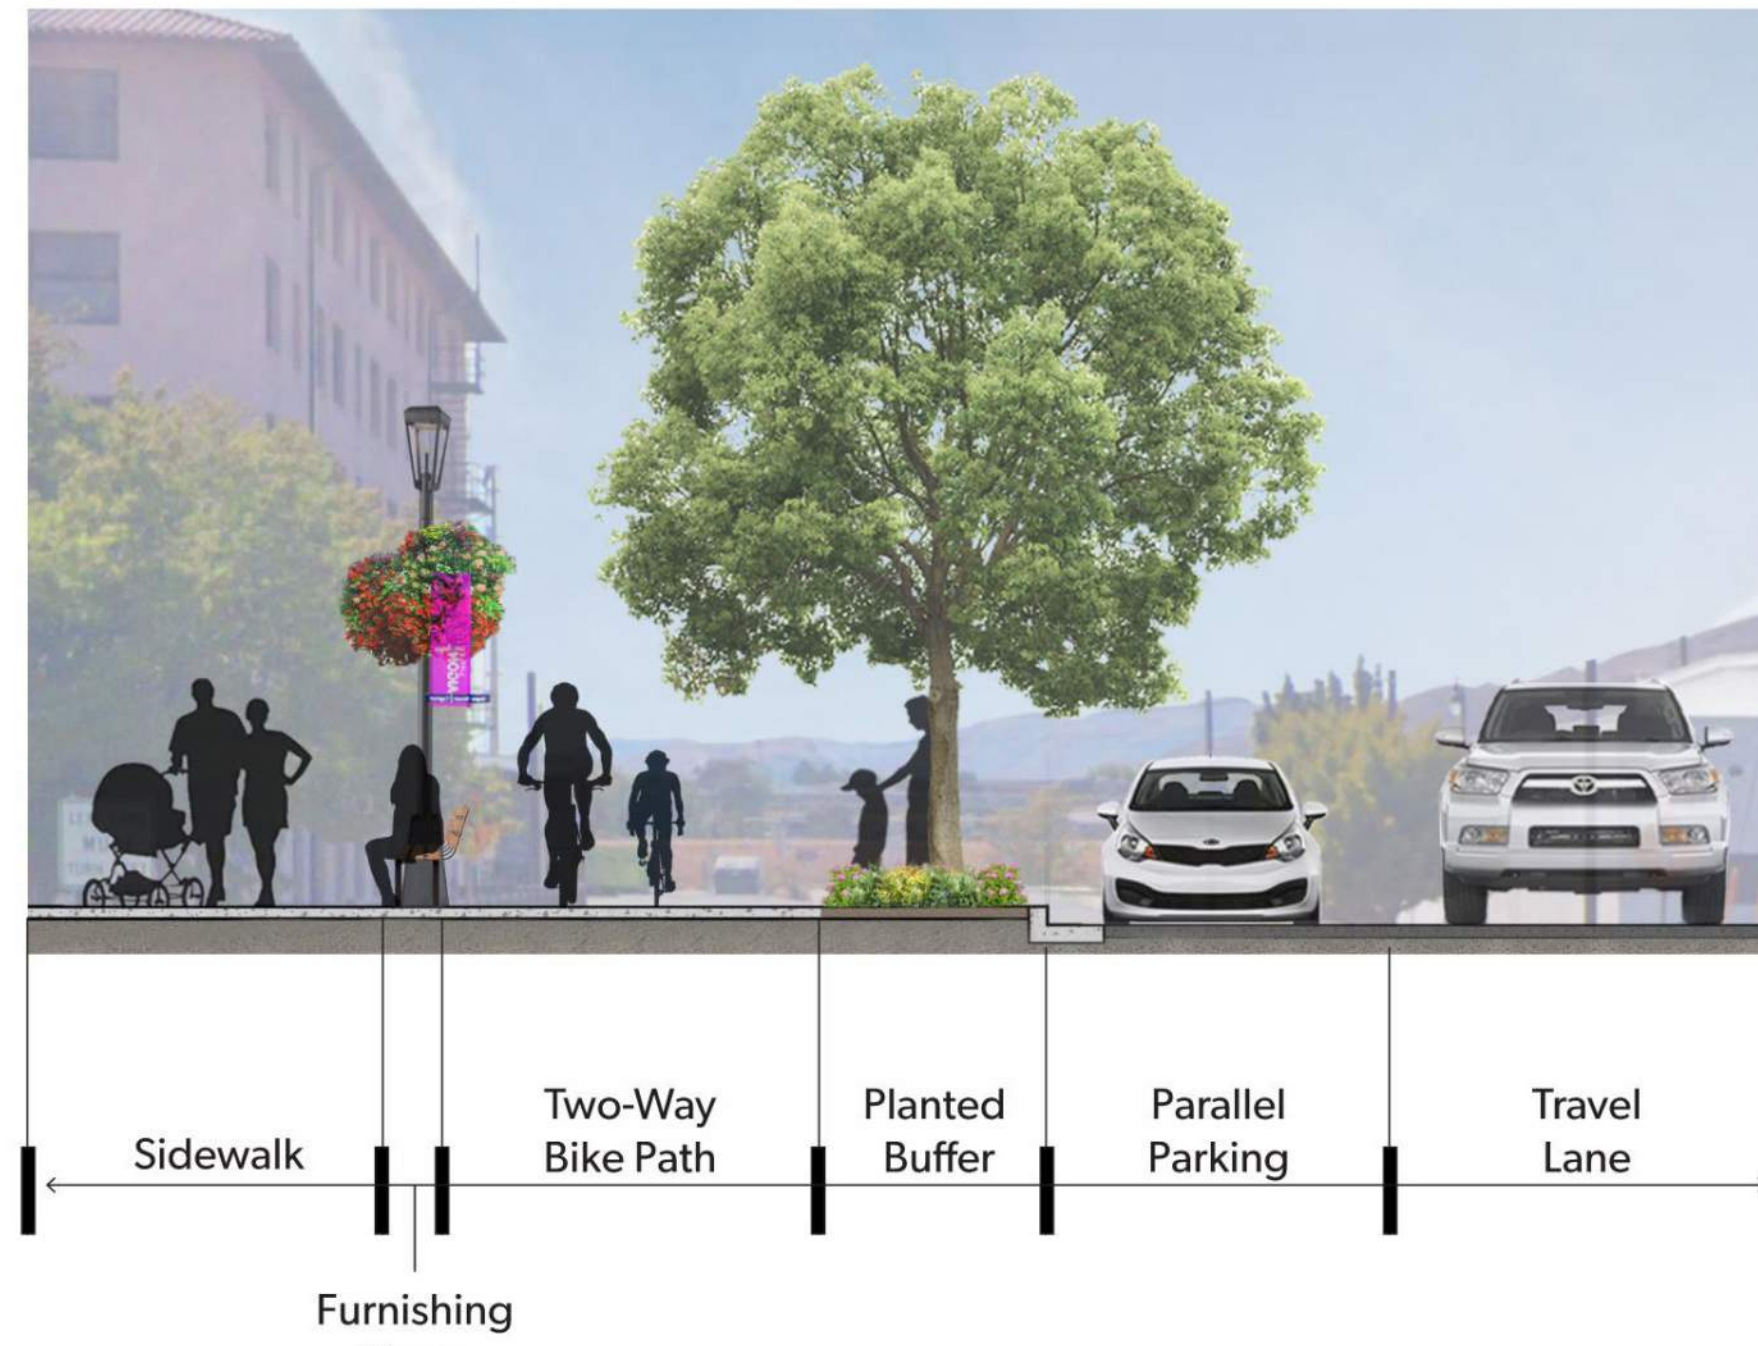 Two-Way
Bike Path
Planted
Buffer
Parallel
Parking
Travel
Lane
Sidewalk
Furnishing